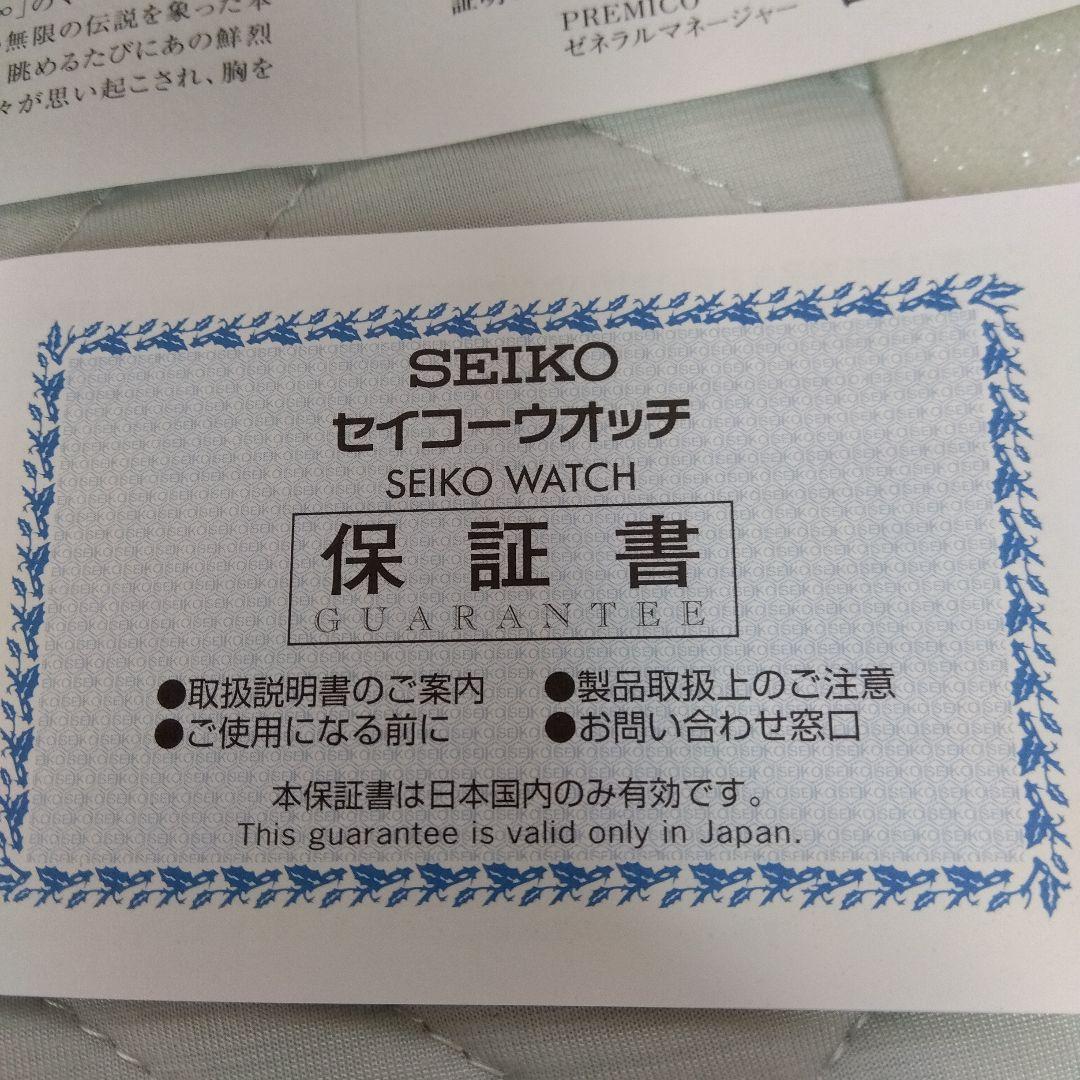 」の
無限の伝説を象った本
眺めるたびにあの鮮烈
々が思い起こされ、胸を
証明
PREMICO
ゼネラルマネージャー
SEIKO
セイコーウオッチ
SEIKO WATCH
保証書
GUARANTEE
●取扱説明書のご案内
●製品取扱上のご注意
●ご使用になる前に
●お問い合わせ窓口
本保証書は日本国内のみ有効です。
This guarantee is valid only in Japan.